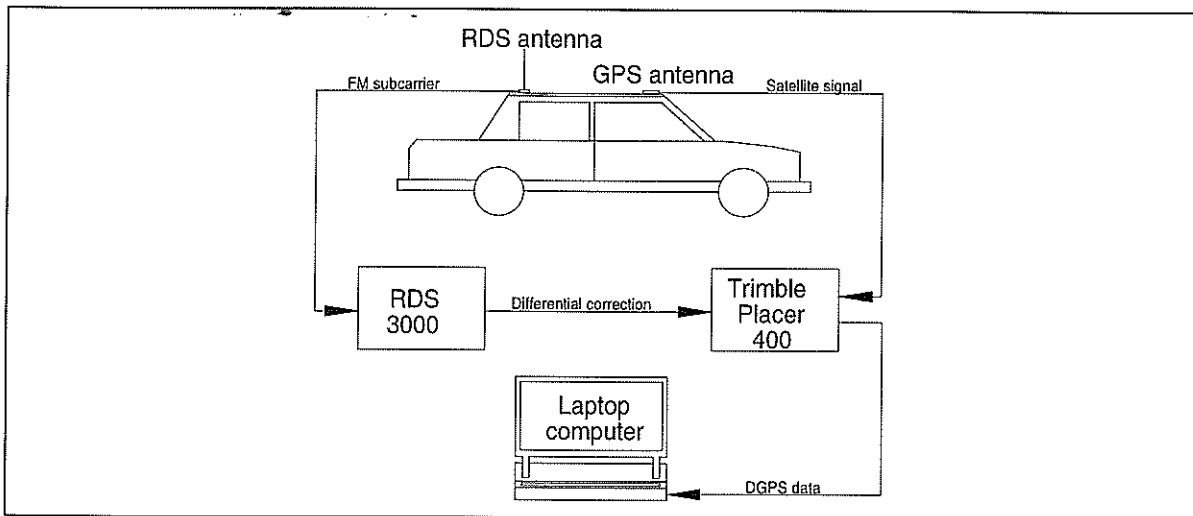 RDS antenna
GPS antenna
FM subcarrier
Satellite signal
RDS
3000
Differential correction
Trimble
Placer
400
Laptop
computer
DGPS data